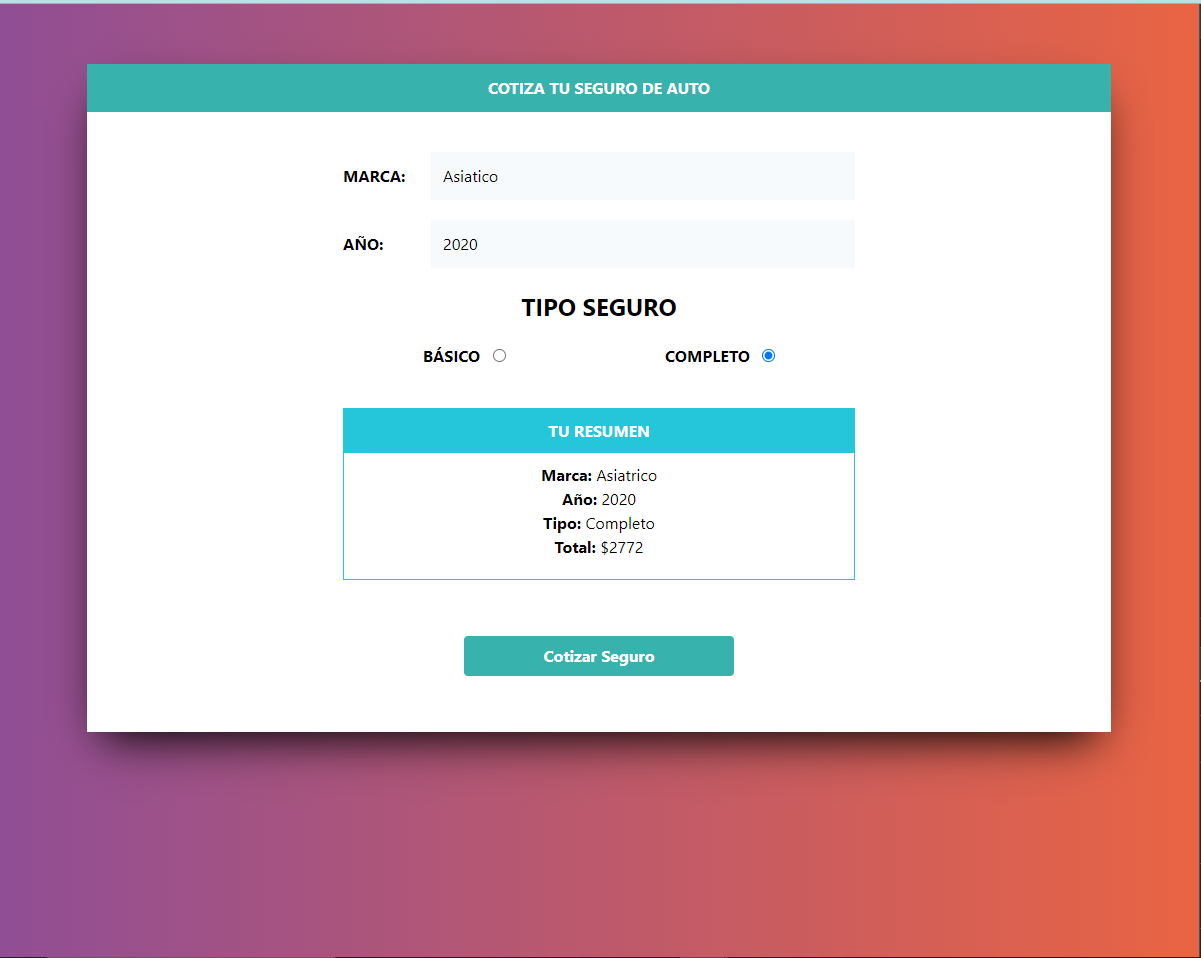 COTIZA TU SEGURO DE AUTO
MARCA: Asiatico
AÑO: 2020
TIPO SEGURO
BÁSICO COMPLETO
TU RESUMEN
Marca: Asiatrico
Año: 2020
Tipo: Completo
Total: $2772
Cotizar Seguro